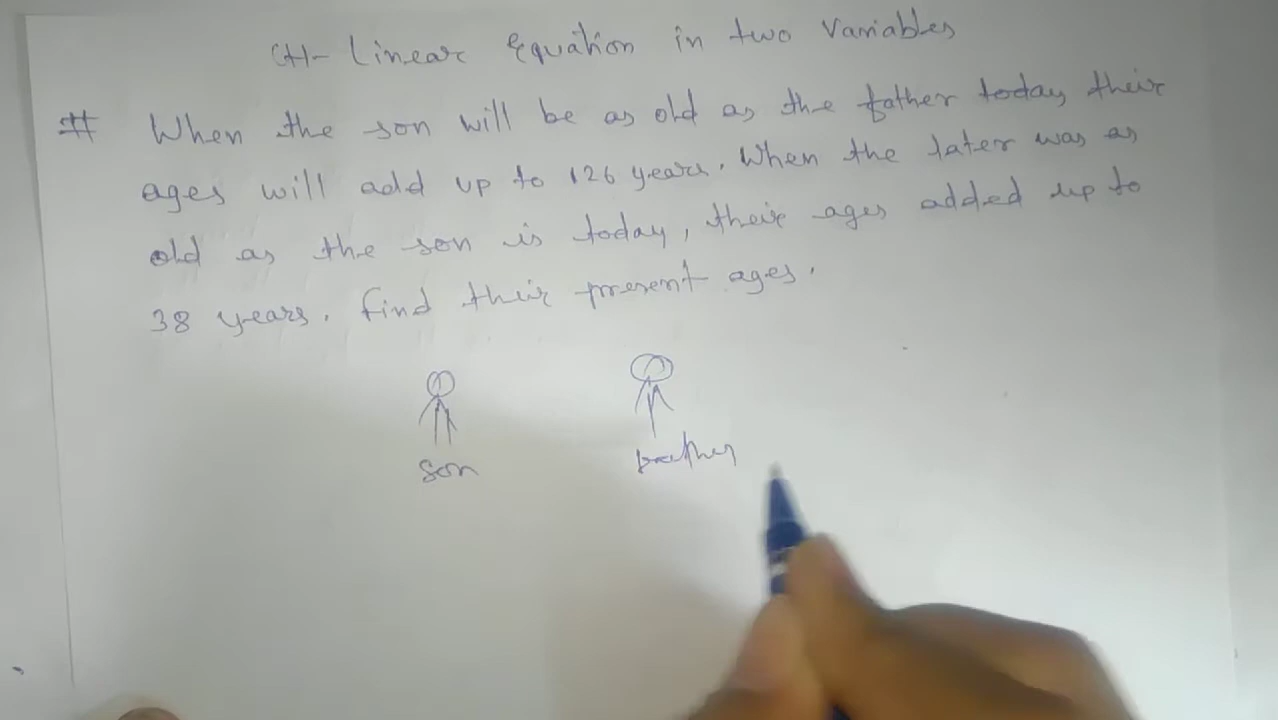 CH- Linear Equation in two Variables
# When the son will be as old as the father today their
ages will add up to 126 years. When the later was as
old as the son is today, their ages added up to
38 years. Find their present ages.
son father